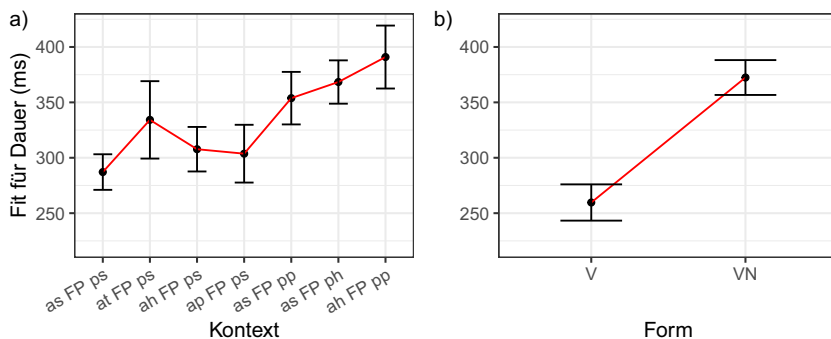 a)
Fit für Dauer (ms)
400
350
300
250
as FP ps
at FP ps
ah FP ps
ap FP ps
as FP pp
as FP ph
ah FP pp
Kontext
b)
400
350
300
250
V VN
Form